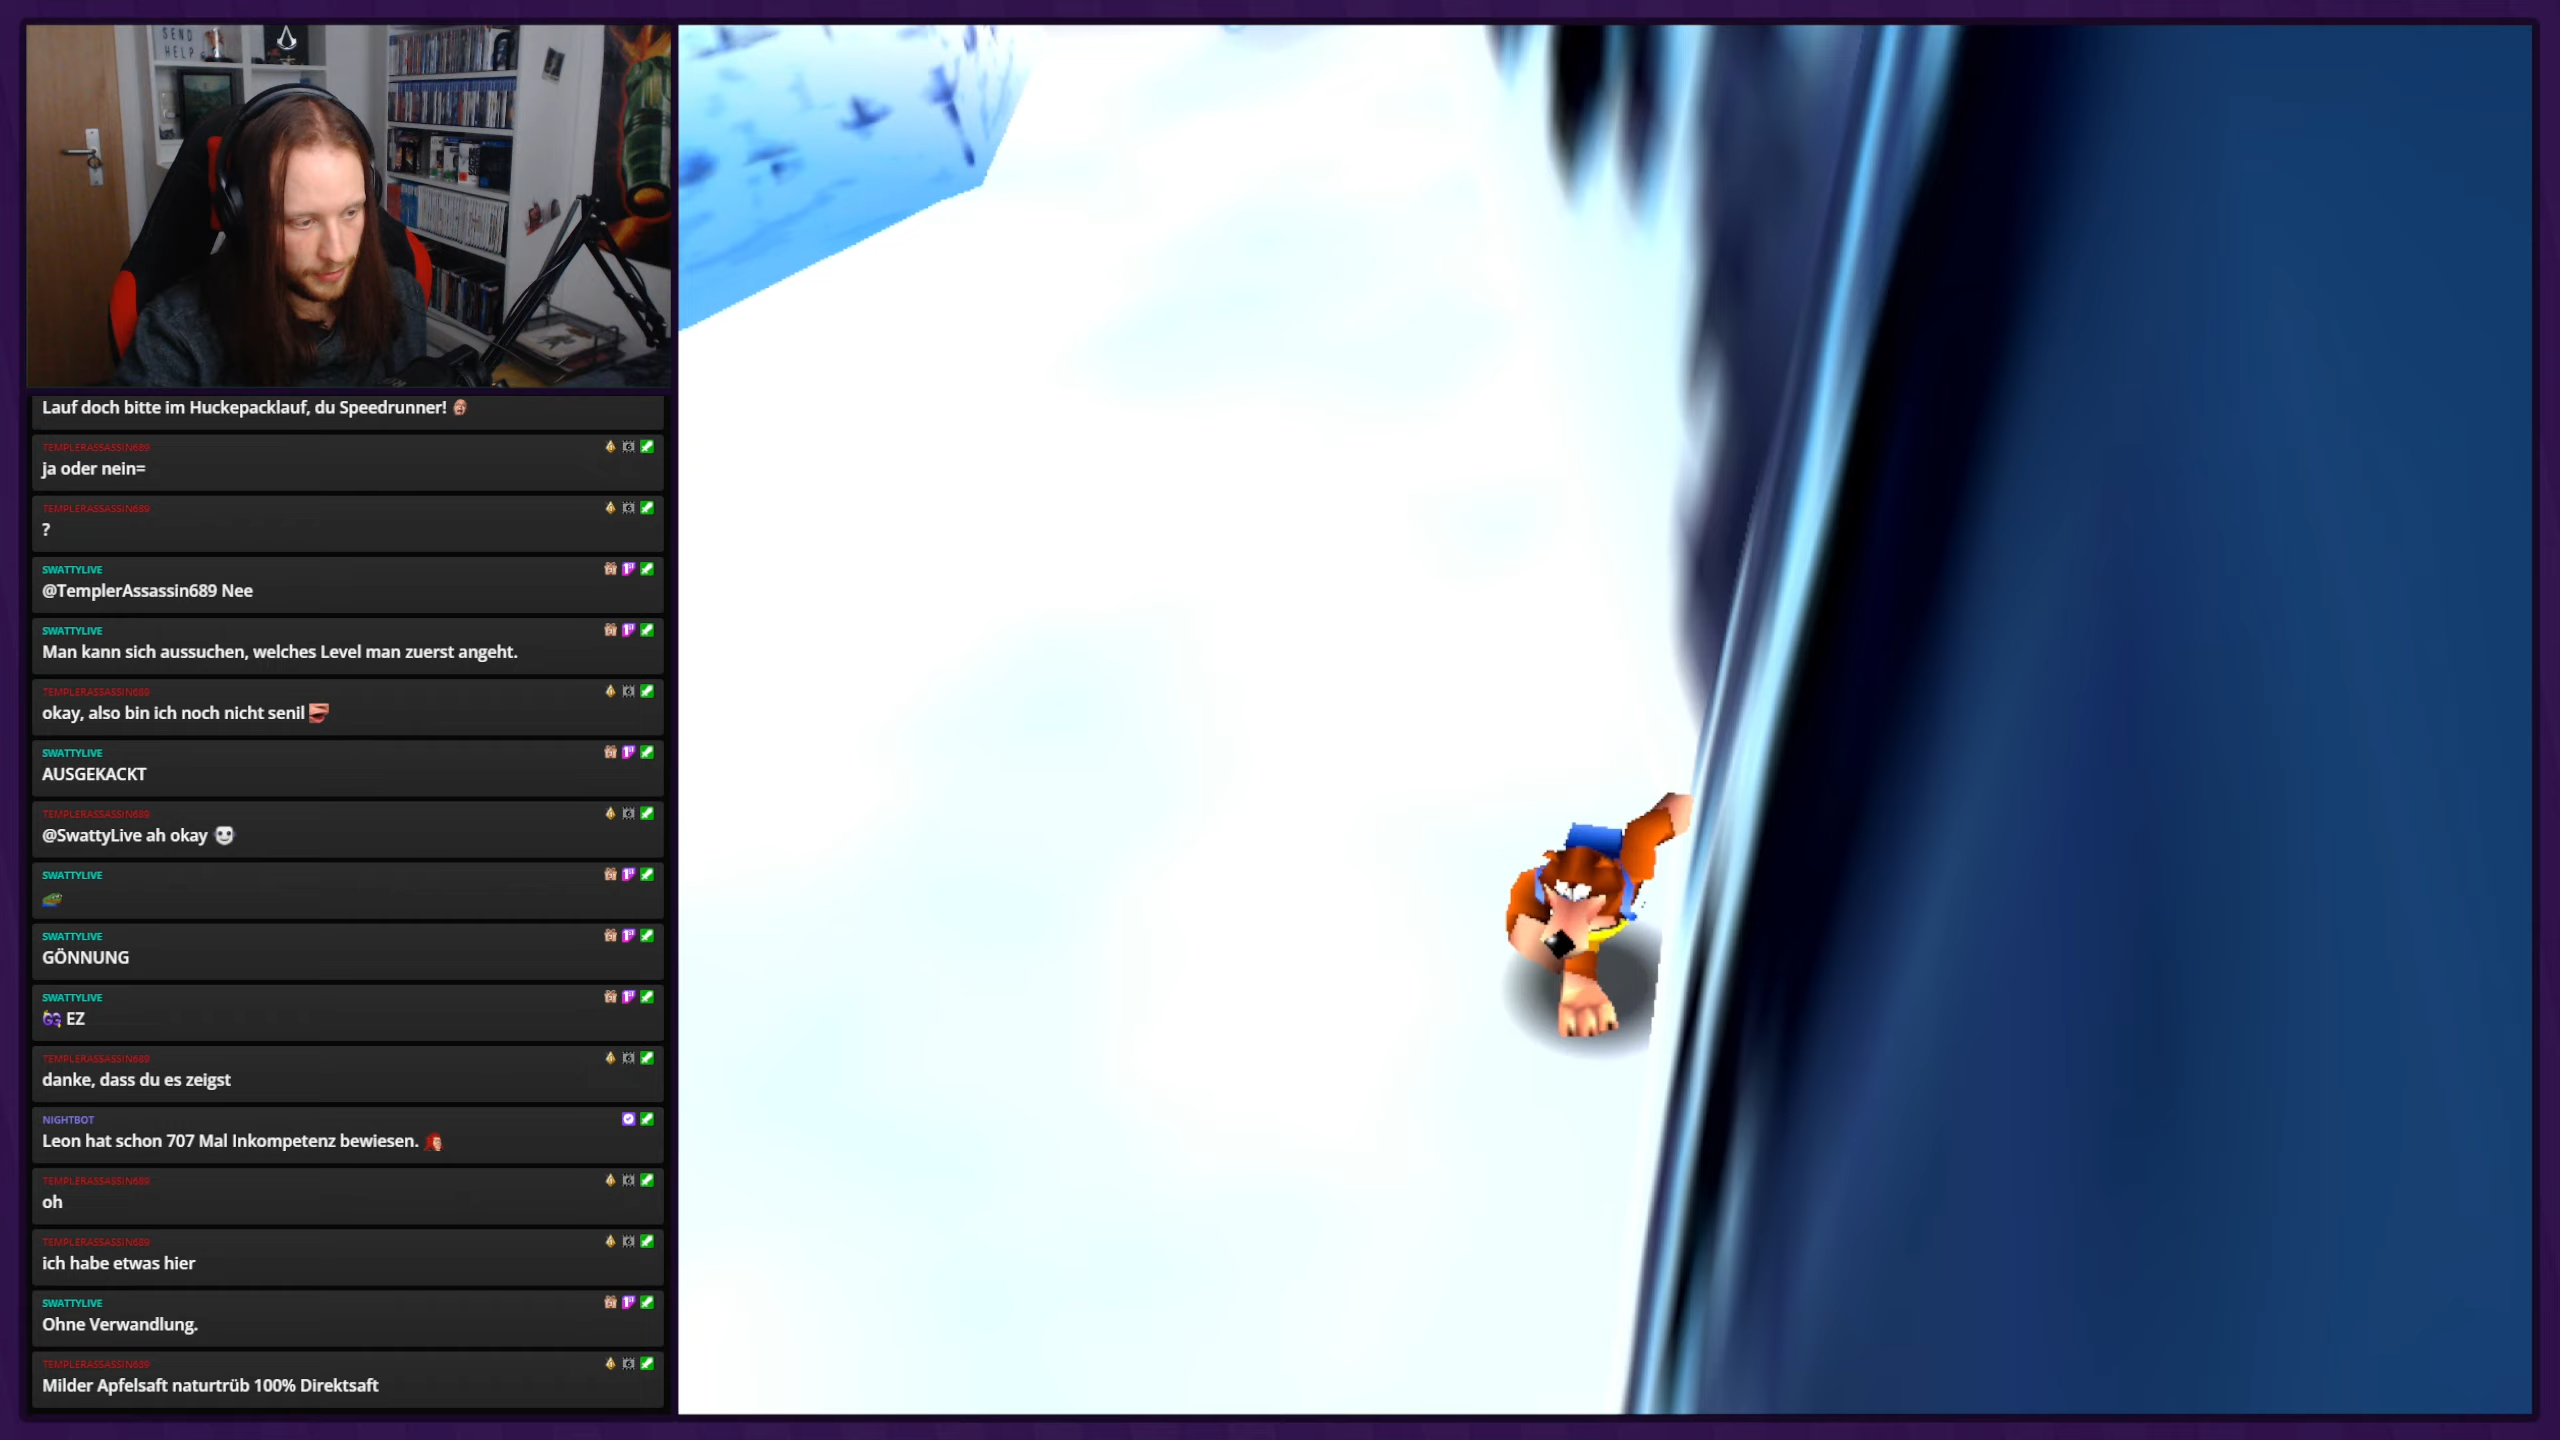 SEND
HELP
Lauf doch bitte im Huckepacklauf, du Speedrunner!
TEMPLERASSASSIN689
ja oder nein=
TEMPLERASSASSIN689
?
SWATTYLIVE
@TemplerAssassin689 Nee
SWATTYLIVE
Man kann sich aussuchen, welches Level man zuerst angeht.
TEMPLERASSASSIN689
okay, also bin ich noch nicht senil
SWATTYLIVE
AUSGEKACKT
TEMPLERASSASSIN689
@SwattyLive ah okay
SWATTYLIVE
SWATTYLIVE
GÖNNUNG
SWATTYLIVE
GG EZ
TEMPLERASSASSIN689
danke, dass du es zeigst
NIGHTBOT
Leon hat schon 707 Mal Inkompetenz bewiesen.
TEMPLERASSASSIN689
oh
TEMPLERASSASSIN689
ich habe etwas hier
SWATTYLIVE
Ohne Verwandlung.
TEMPLERASSASSIN689
Milder Apfelsaft naturtrüb 100% Direktsaft